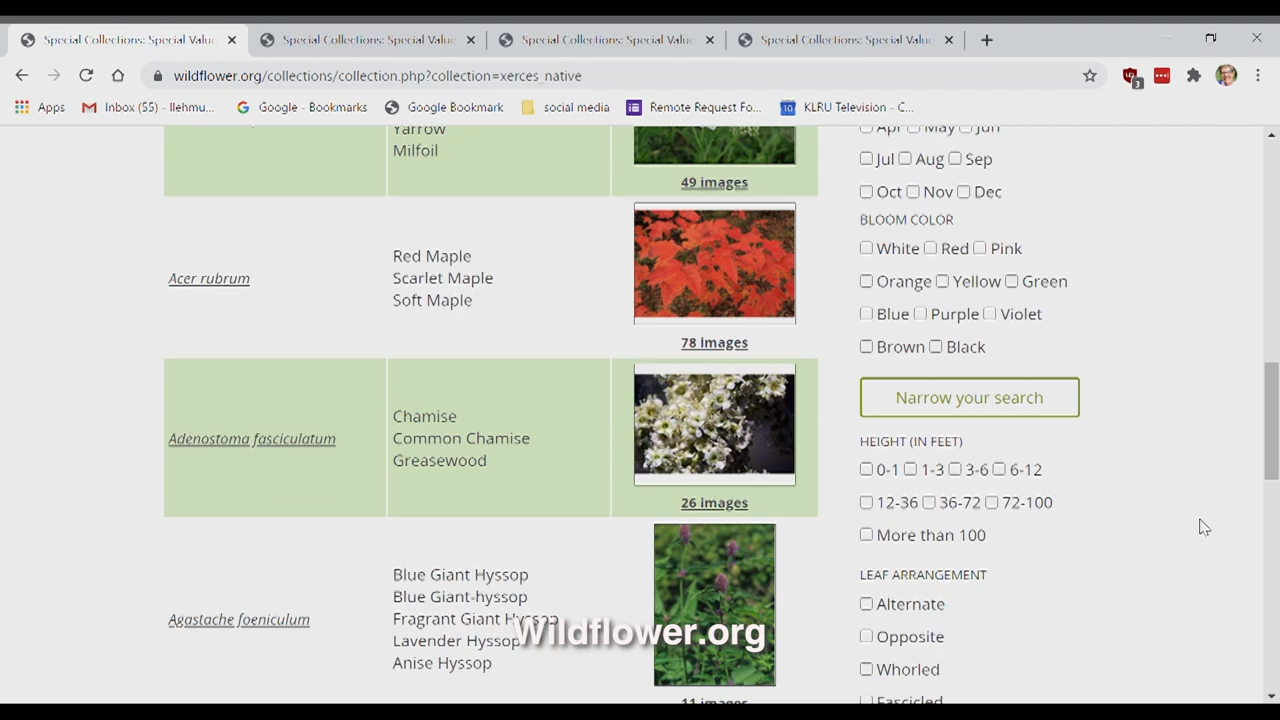 Special Collections: Special Value
Special Collections: Special Value
Special Collections: Special Value
Special Collections: Special Value
wildflower.org/collections/collection.php?collection=xerces_native
3
Apps
Inbox (55) - llehmu...
Google - Bookmarks
Google Bookmark
social media
Remote Request Fo...
10
KLRU Television - C...
Yarrow
Milfoil
49 images
Acer rubrum
Red Maple
Scarlet Maple
Soft Maple
78 images
Adenostoma fasciculatum
Chamise
Common Chamise
Greasewood
26 images
Agastache foeniculum
Blue Giant Hyssop
Blue Giant-hyssop
Fragrant Giant Hyssop
Lavender Hyssop
Anise Hyssop
11 images
Apr May Jun
Jul Aug Sep
Oct Nov Dec
BLOOM COLOR
White Red Pink
Orange Yellow Green
Blue Purple Violet
Brown Black
Narrow your search
HEIGHT (IN FEET)
0-1 1-3 3-6 6-12
12-36 36-72 72-100
More than 100
LEAF ARRANGEMENT
Alternate
Opposite
Whorled
Fascicled
Wildflower.org